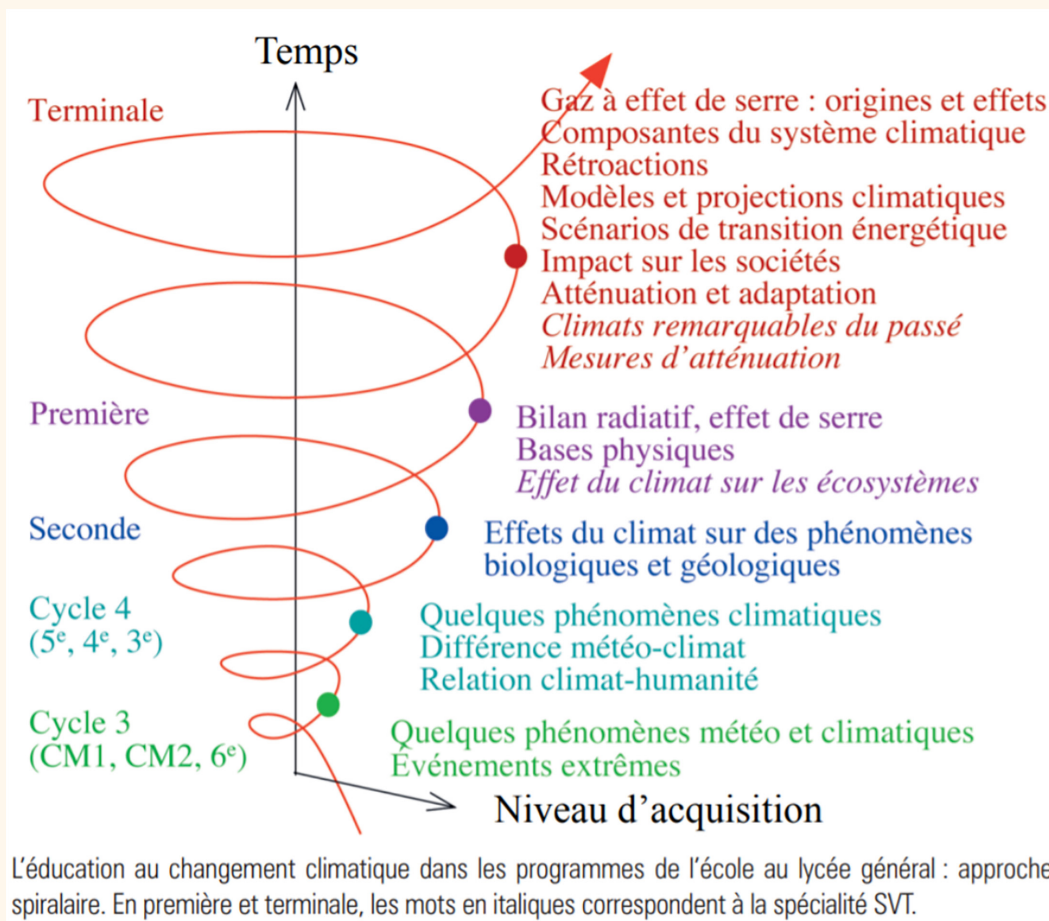 Temps
Terminale
Gaz à effet de serre : origines et effets
Composantes du système climatique
Rétroactions
Modèles et projections climatiques
Scénarios de transition énergétique
Impact sur les sociétés
Atténuation et adaptation
Climats remarquables du passé
Mesures d’atténuation
Première
Bilan radiatif, effet de serre
Bases physiques
Effet du climat sur les écosystèmes
Seconde
Effets du climat sur des phénomènes
biologiques et géologiques
Cycle 4
(5e, 4e, 3e)
Quelques phénomènes climatiques
Différence météo-climat
Relation climat-humanité
Cycle 3
(CM1, CM2, 6e)
Quelques phénomènes météo et climatiques
Événements extrêmes
Niveau d’acquisition
L’éducation au changement climatique dans les programmes de l’école au lycée général : approche
spiralaire. En première et terminale, les mots en italiques correspondent à la spécialité SVT.